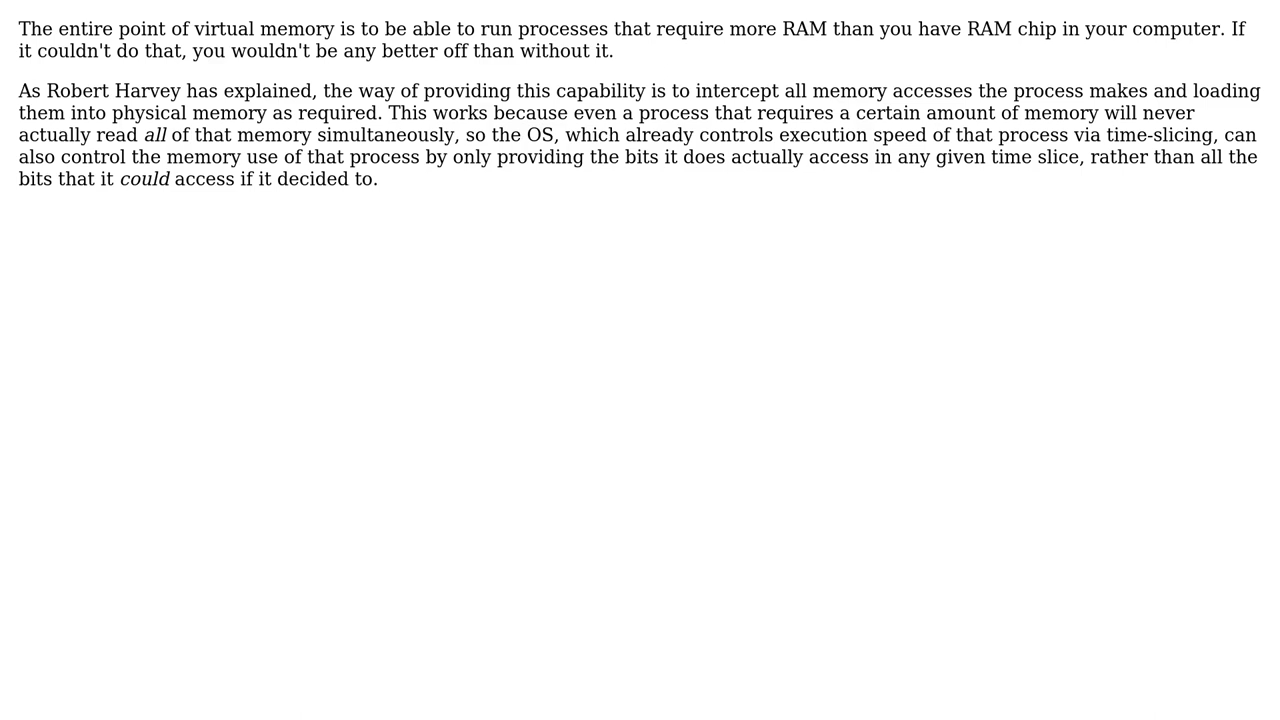 The entire point of virtual memory is to be able to run processes that require more RAM than you have RAM chip in your computer. If
it couldn't do that, you wouldn't be any better off than without it.
As Robert Harvey has explained, the way of providing this capability is to intercept all memory accesses the process makes and loading
them into physical memory as required. This works because even a process that requires a certain amount of memory will never
actually read all of that memory simultaneously, so the OS, which already controls execution speed of that process via time-slicing, can
also control the memory use of that process by only providing the bits it does actually access in any given time slice, rather than all the
bits that it could access if it decided to.